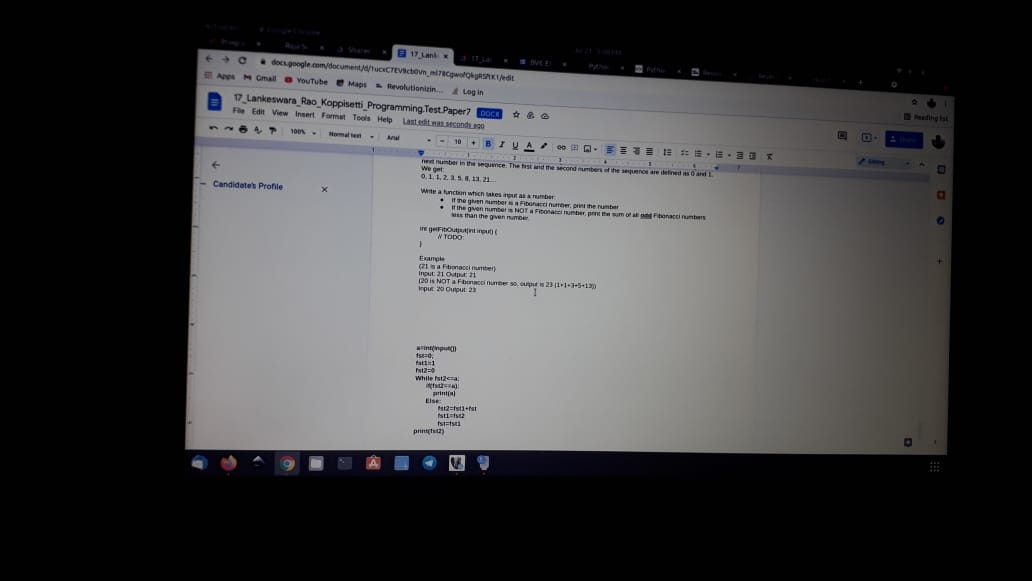 Google Chrome
17_Lank
17_La
BVC E
docs.google.com/document/d/
/edit
Apps Gmail YouTube Maps Revolutionizin... Log in
Reading list
17_Lankeswara_Rao_Koppisetti_Programming.Test.Paper7 DOCX
File Edit View Insert Format Tools Help Last edit was seconds ago
100% Normal text Arial 10 B I U A
Editing
Candidate's Profile
next number in the sequence. The first and the second numbers of the sequence are defined as 0 and 1.
We get:
0, 1, 1, 2, 3, 5, 8, 13, 21...
Write a function which takes input as a number:
● If the given number is a Fibonacci number, print the number
● If the given number is NOT a Fibonacci number, print the sum of all odd Fibonacci numbers
less than the given number.
int getFibOutput(int input) {
// TODO:
}
Example
(21 is a Fibonacci number)
Input: 21 Output: 21
(20 is NOT a Fibonacci number so, output is 23 (1+1+3+5+13))
Input: 20 Output: 23
a=int(input())
fst=0;
fst1=1
fst2=0
While fst2<=a:
if(fst2==a):
print(a)
Else:
fst2=fst1+fst
fst1=fst2
fst=fst1
print(fst2)